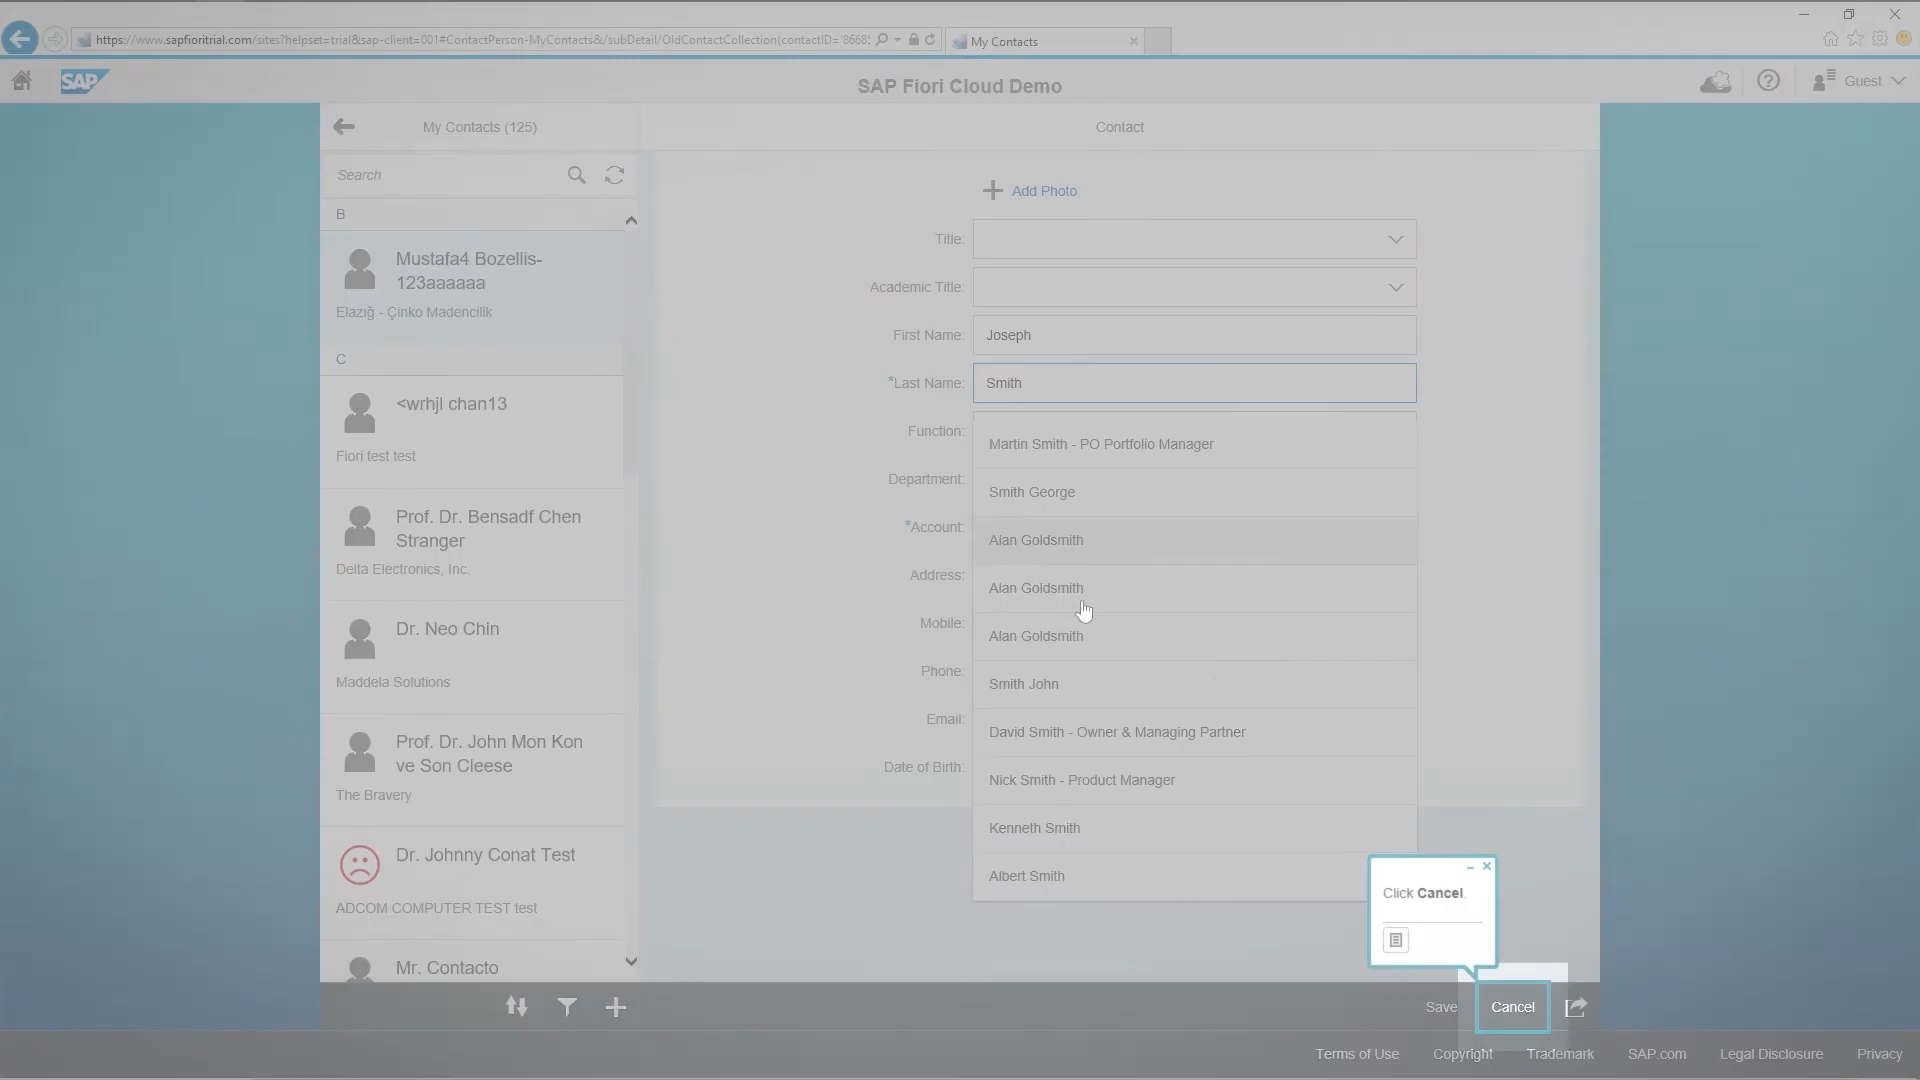 https://www.sapfioritrial.com/sites?helpset=trial&sap-client=001#ContactPerson-MyContacts&/subDetail/OldContactCollection(contactID='8668
My Contacts
SAP
SAP Fiori Cloud Demo
Guest
My Contacts (125)
Contact
Search
Add Photo
B
Title:
Mustafa4 Bozellis-
123aaaaaa
Elazığ - Çinko Madencilik
Academic Title:
First Name:
Joseph
C
*Last Name:
Smith
<wrhjl chan13
Fiori test test
Function:
Department:
*Account:
Address:
Mobile:
Phone:
Email:
Date of Birth:
Martin Smith - PO Portfolio Manager
Smith George
Alan Goldsmith
Alan Goldsmith
Alan Goldsmith
Smith John
David Smith - Owner & Managing Partner
Nick Smith - Product Manager
Kenneth Smith
Albert Smith
Prof. Dr. Bensadf Chen
Stranger
Delta Electronics, Inc.
Dr. Neo Chin
Maddela Solutions
Prof. Dr. John Mon Kon
ve Son Cleese
The Bravery
Dr. Johnny Conat Test
ADCOM COMPUTER TEST test
Mr. Contacto
Click Cancel.
Save
Cancel
Terms of Use
Copyright
Trademark
SAP.com
Legal Disclosure
Privacy